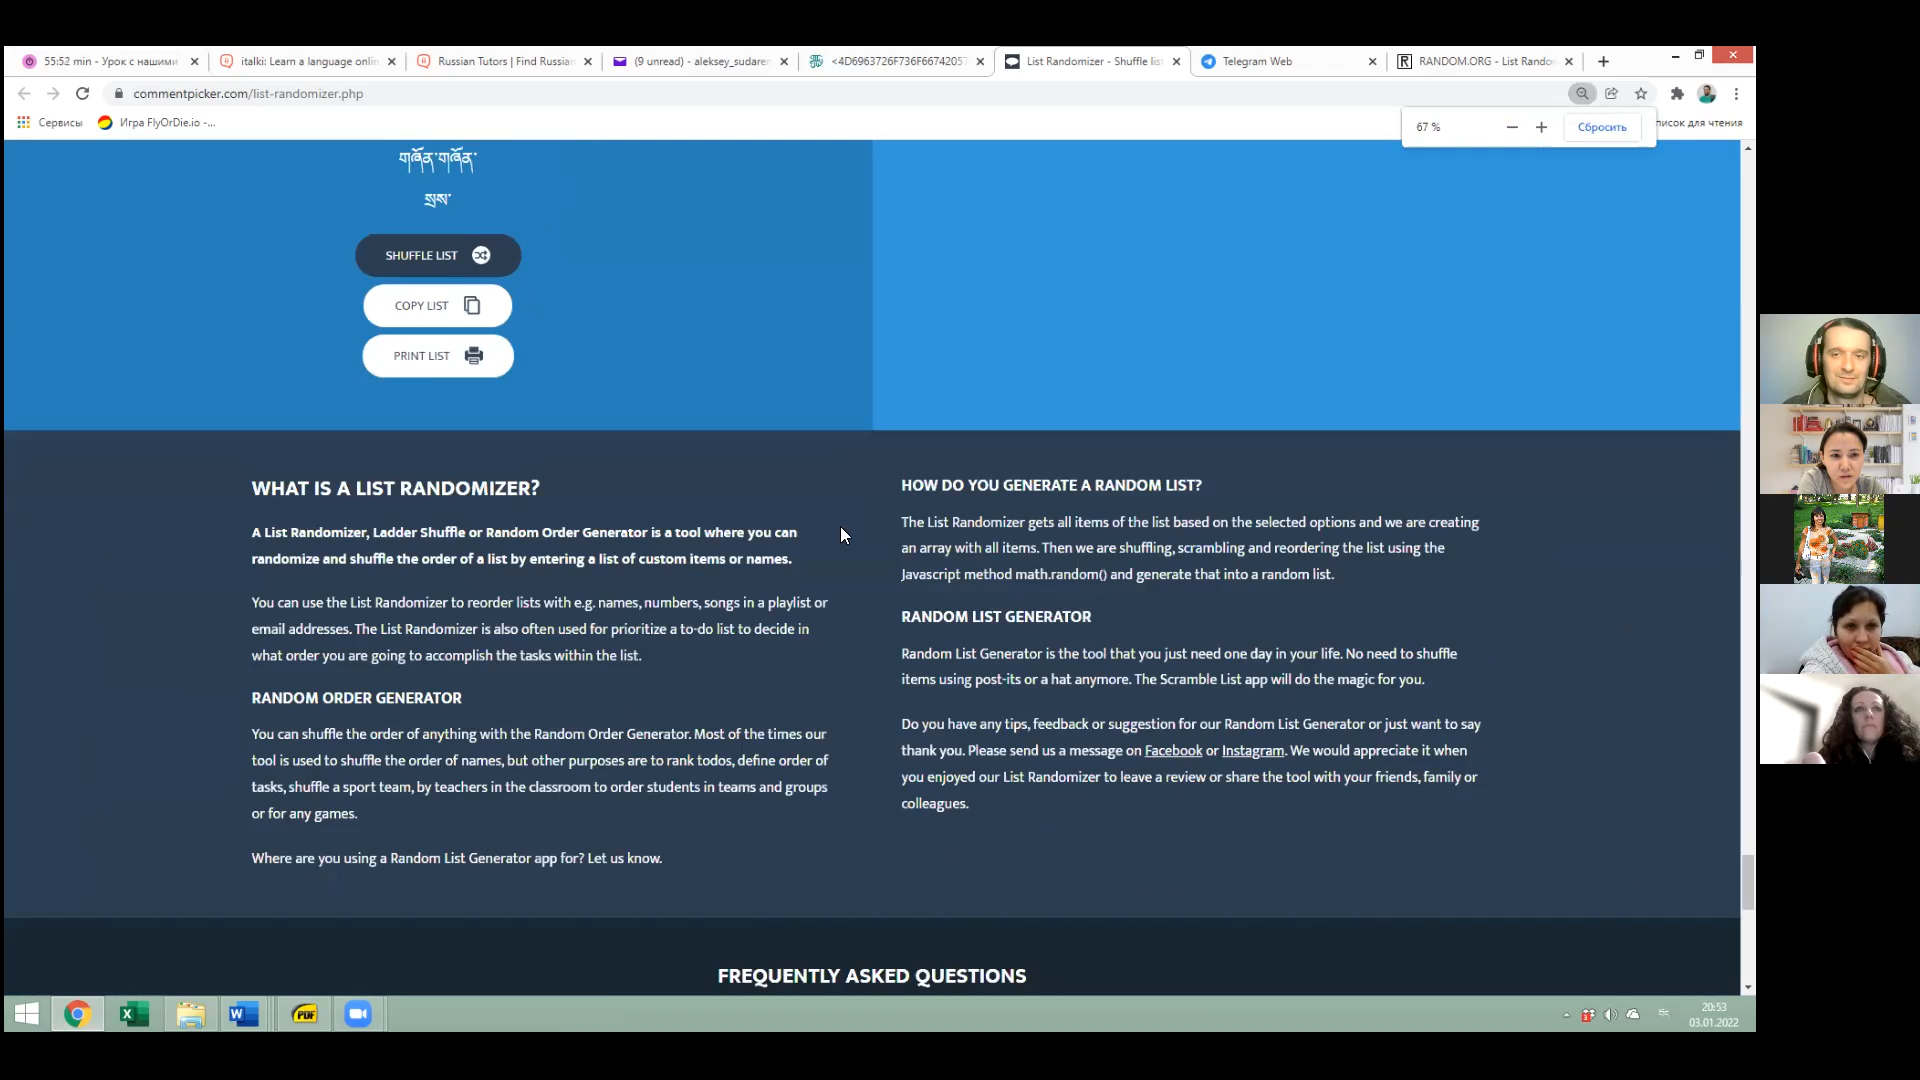 55:52 min - Урок с нашими
italki: Learn a language onlin
Russian Tutors | Find Russia
(9 unread) - aleksey_sudarer
<4D6963726F736F66742057
List Randomizer - Shuffle lis
Telegram Web
RANDOM.ORG - List Rando
commentpicker.com/list-randomizer.php
Сервисы
Игра FlyOrDie.io -...
67 %
Сбросить
писок для чтения
གཞོན་གཞོན་
སྲས་
SHUFFLE LIST
COPY LIST
PRINT LIST
WHAT IS A LIST RANDOMIZER?
A List Randomizer, Ladder Shuffle or Random Order Generator is a tool where you can
randomize and shuffle the order of a list by entering a list of custom items or names.
You can use the List Randomizer to reorder lists with e.g. names, numbers, songs in a playlist or
email addresses. The List Randomizer is also often used for prioritize a to-do list to decide in
what order you are going to accomplish the tasks within the list.
RANDOM ORDER GENERATOR
You can shuffle the order of anything with the Random Order Generator. Most of the times our
tool is used to shuffle the order of names, but other purposes are to rank todos, define order of
tasks, shuffle a sport team, by teachers in the classroom to order students in teams and groups
or for any games.
Where are you using a Random List Generator app for? Let us know.
HOW DO YOU GENERATE A RANDOM LIST?
The List Randomizer gets all items of the list based on the selected options and we are creating
an array with all items. Then we are shuffling, scrambling and reordering the list using the
Javascript method math.random() and generate that into a random list.
RANDOM LIST GENERATOR
Random List Generator is the tool that you just need one day in your life. No need to shuffle
items using post-its or a hat anymore. The Scramble List app will do the magic for you.
Do you have any tips, feedback or suggestion for our Random List Generator or just want to say
thank you. Please send us a message on Facebook or Instagram. We would appreciate it when
you enjoyed our List Randomizer to leave a review or share the tool with your friends, family or
colleagues.
FREQUENTLY ASKED QUESTIONS
PDF
20:53
03.01.2022